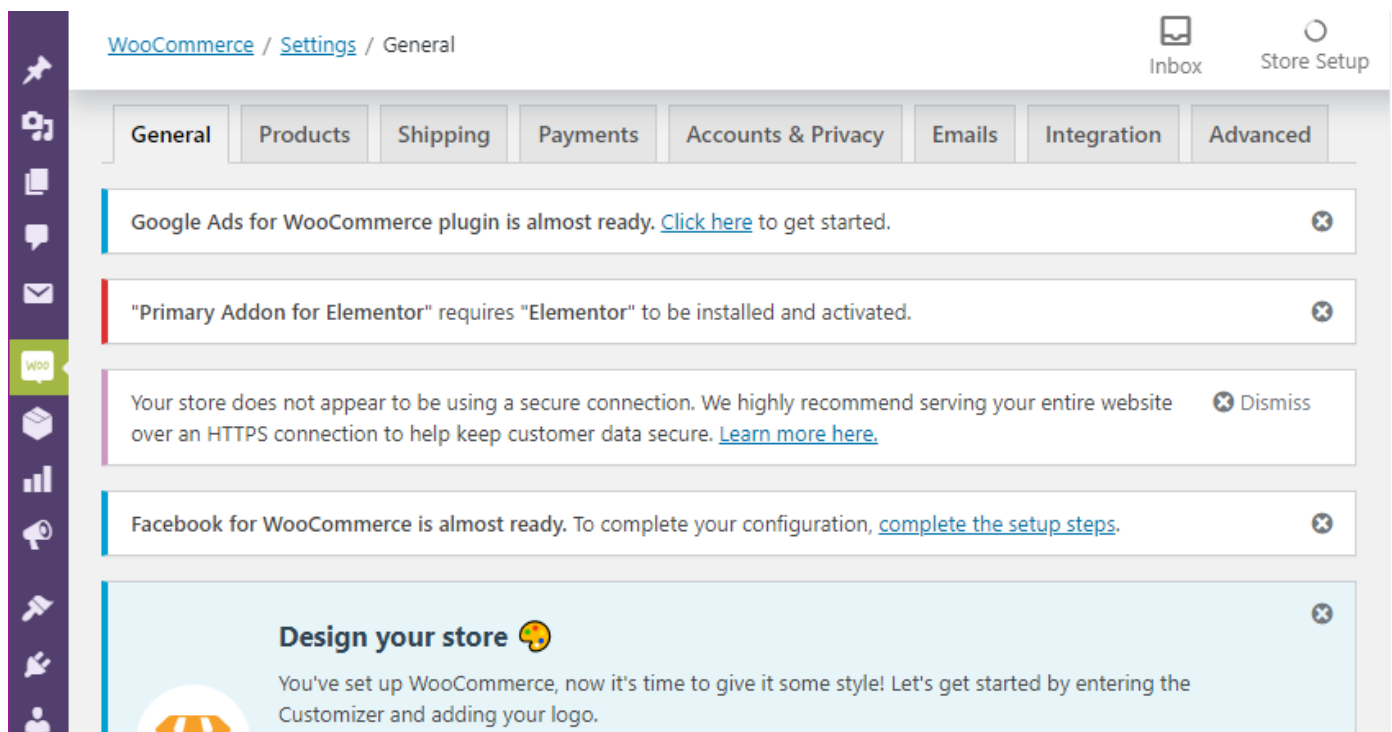 WooCommerce / Settings / General
Inbox
Store Setup
General Products Shipping Payments Accounts & Privacy Emails Integration Advanced
Google Ads for WooCommerce plugin is almost ready. Click here to get started.
"Primary Addon for Elementor" requires "Elementor" to be installed and activated.
Woo
Your store does not appear to be using a secure connection. We highly recommend serving your entire website
over an HTTPS connection to help keep customer data secure. Learn more here.
Dismiss
Facebook for WooCommerce is almost ready. To complete your configuration, complete the setup steps.
Design your store
You've set up WooCommerce, now it's time to give it some style! Let's get started by entering the
Customizer and adding your logo.